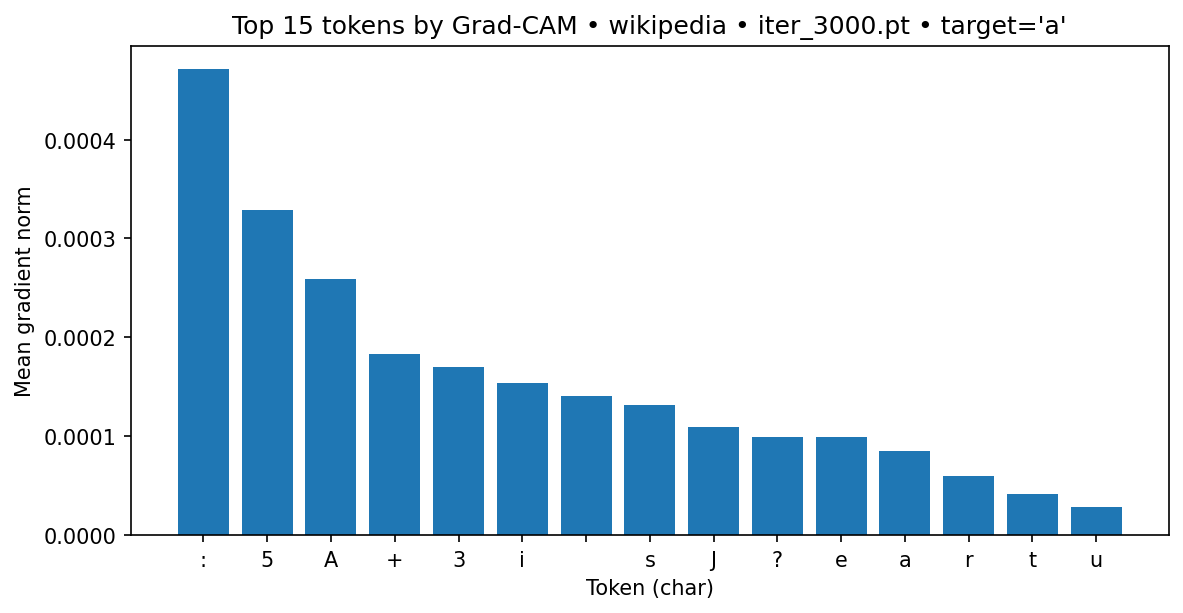 Top 15 tokens by Grad-CAM • wikipedia • iter_3000.pt • target='a'
Mean gradient norm
0.0004
0.0003
0.0002
0.0001
0.0000
: 5 A + 3 i s J ? e a r t u
Token (char)